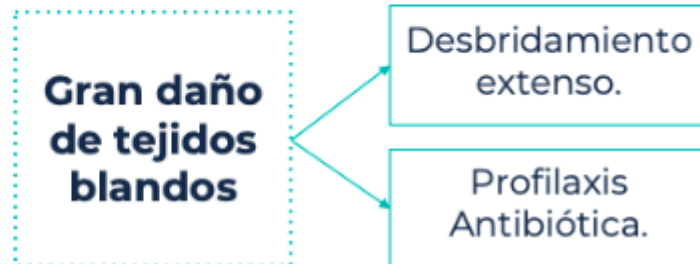 Gran daño
de tejidos
blandos
Desbridamiento
extenso.
Profilaxis
Antibiótica.